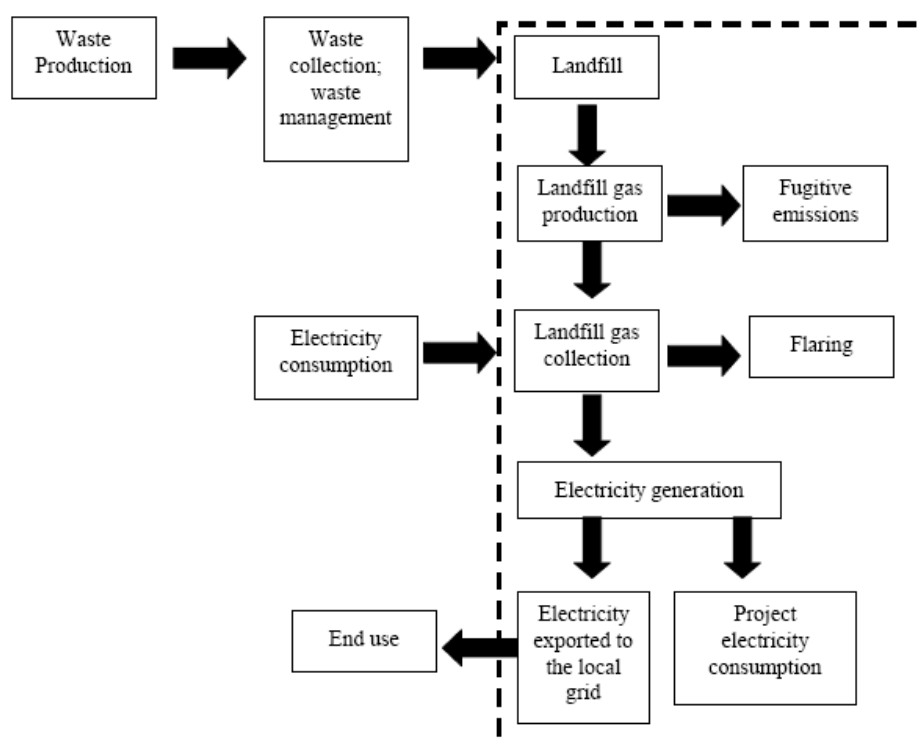 Waste
Production
Waste
collection;
waste
management
Landfill
Landfill gas
production
Fugitive
emissions
Electricity
consumption
Landfill gas
collection
Flaring
Electricity generation
End use
Electricity
exported to
the local
grid
Project
electricity
consumption